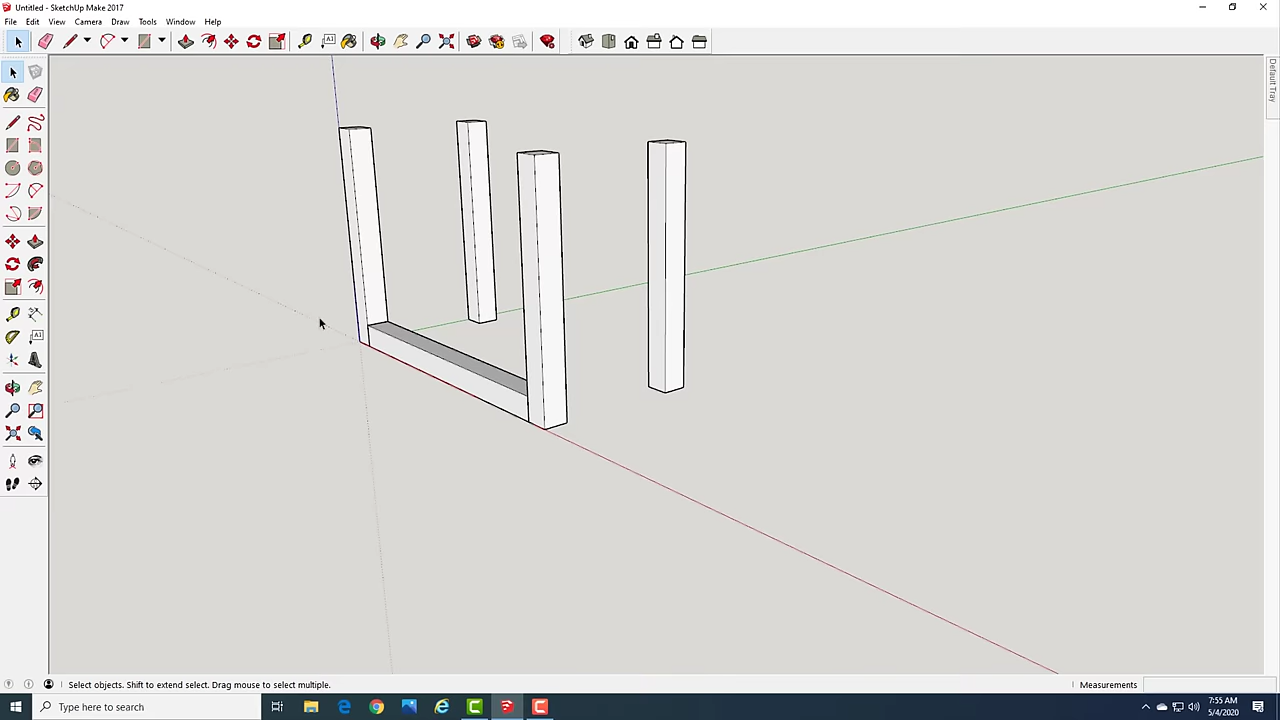 Untitled - SketchUp Make 2017
File Edit View Camera Draw Tools Window Help
Default Tray
Select objects. Shift to extend select. Drag mouse to select multiple.
Measurements
Type here to search
7:55 AM
5/4/2020